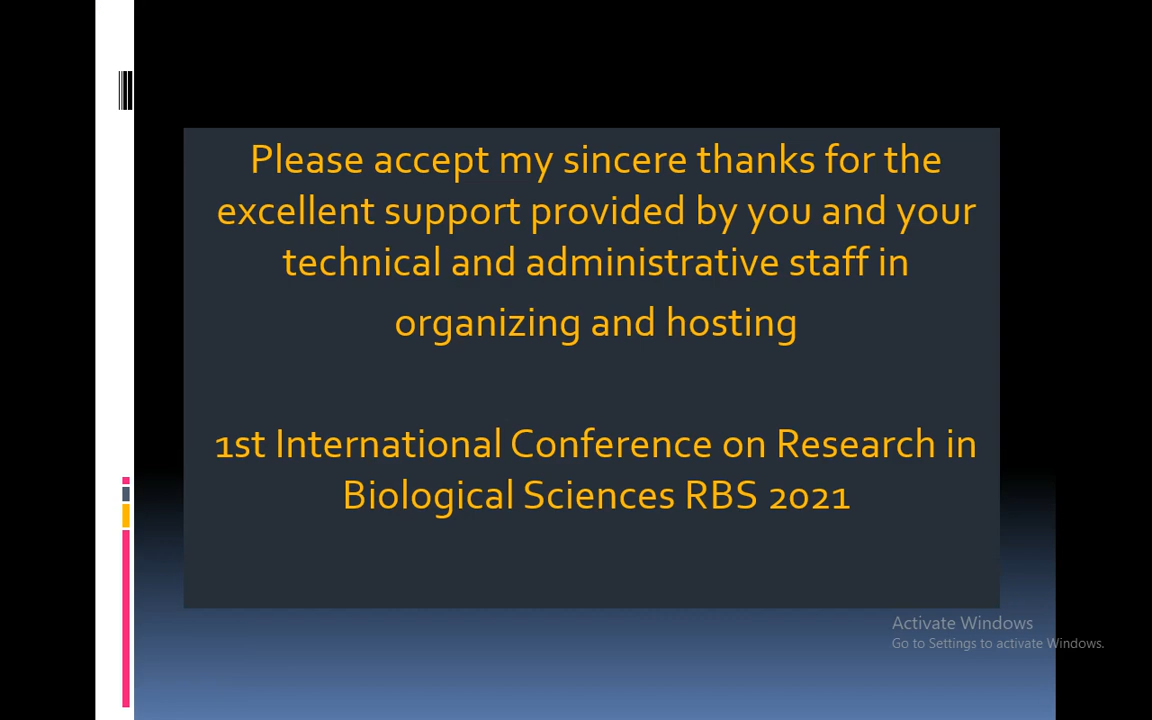 Please accept my sincere thanks for the
excellent support provided by you and your
technical and administrative staff in
organizing and hosting
1st International Conference on Research in
Biological Sciences RBS 2021
Activate Windows
Go to Settings to activate Windows.